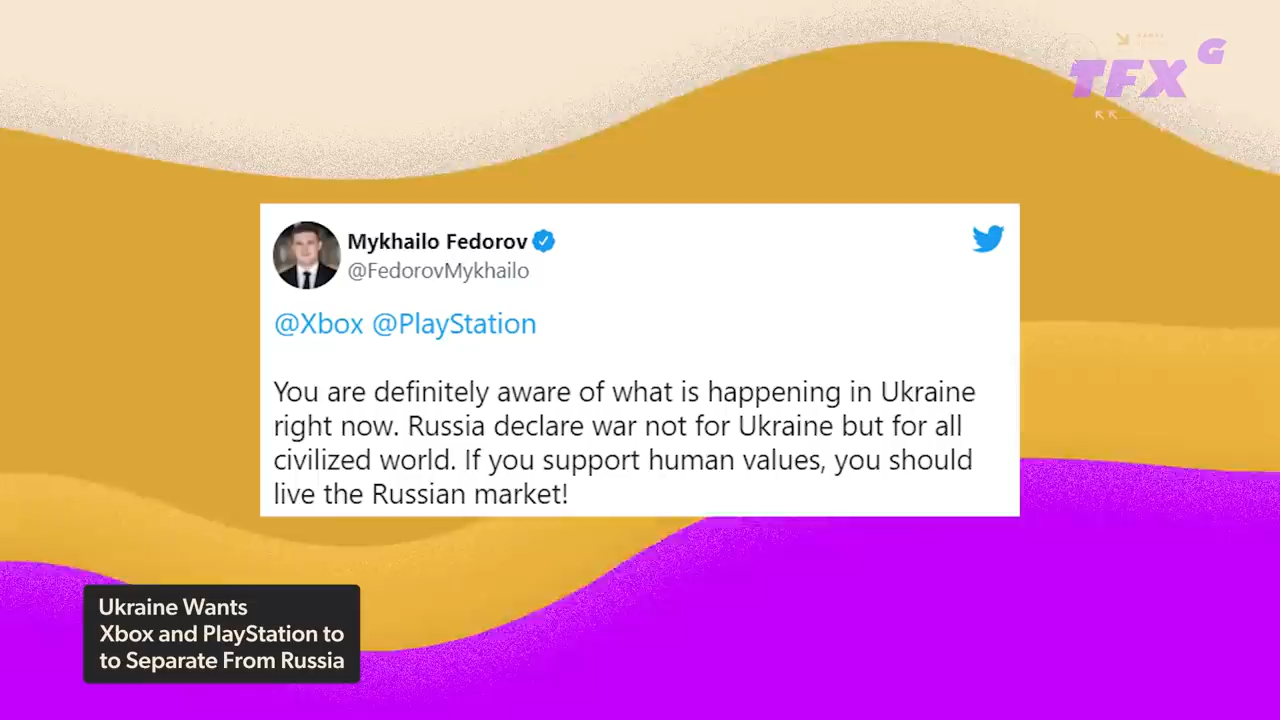 TFX G
Mykhailo Fedorov
@FedorovMykhailo
@Xbox @PlayStation
You are definitely aware of what is happening in Ukraine
right now. Russia declare war not for Ukraine but for all
civilized world. If you support human values, you should
live the Russian market!
Ukraine Wants
Xbox and PlayStation to
to Separate From Russia